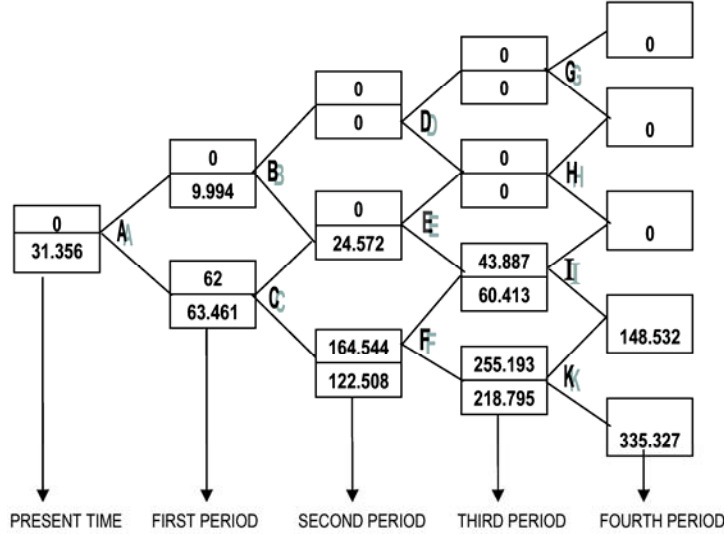 0
31.356
A
0
9.994
B
62
63.461
C
0
0
D
0
24.572
E
164.544
122.508
F
0
0
G
0
0
H
43.887
60.413
I
255.193
218.795
K
0
0
0
148.532
335.327
PRESENT TIME
FIRST PERIOD
SECOND PERIOD
THIRD PERIOD
FOURTH PERIOD